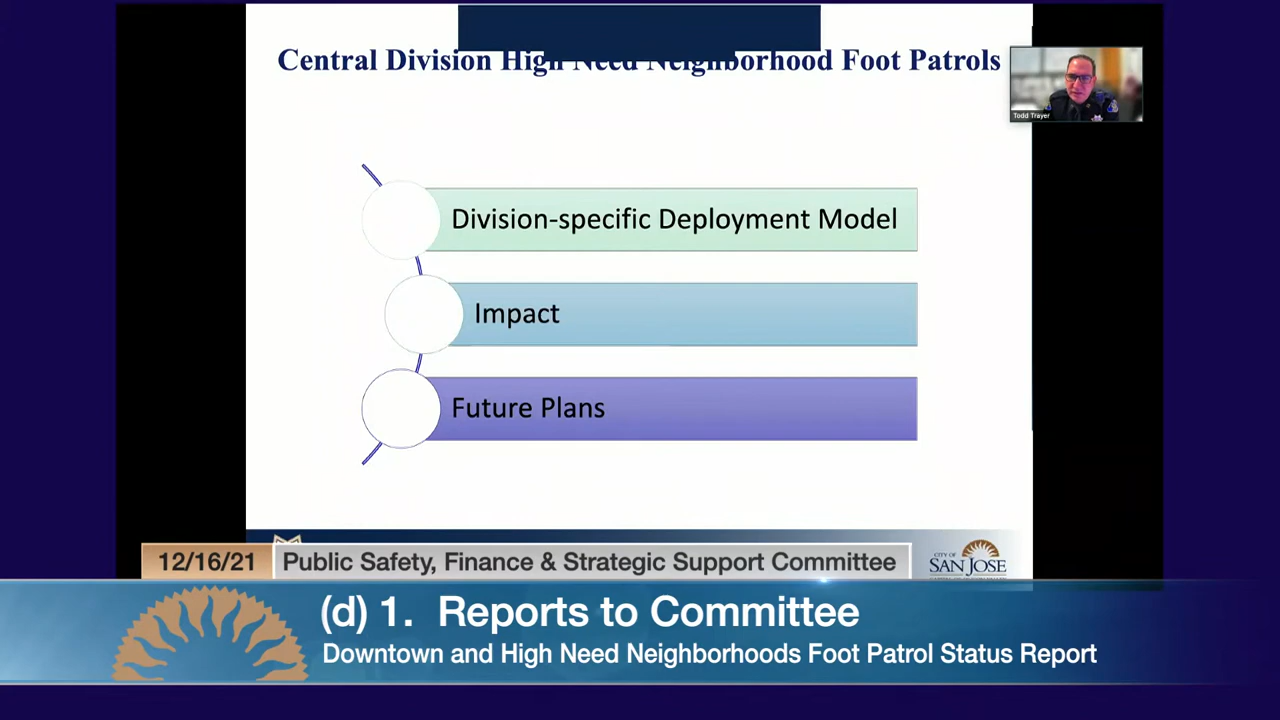 Central Division High Need Neighborhood Foot Patrols
Todd Trayer
Division-specific Deployment Model
Impact
Future Plans
12/16/21
Public Safety, Finance & Strategic Support Committee
CITY OF
SAN JOSE
(d) 1. Reports to Committee
Downtown and High Need Neighborhoods Foot Patrol Status Report